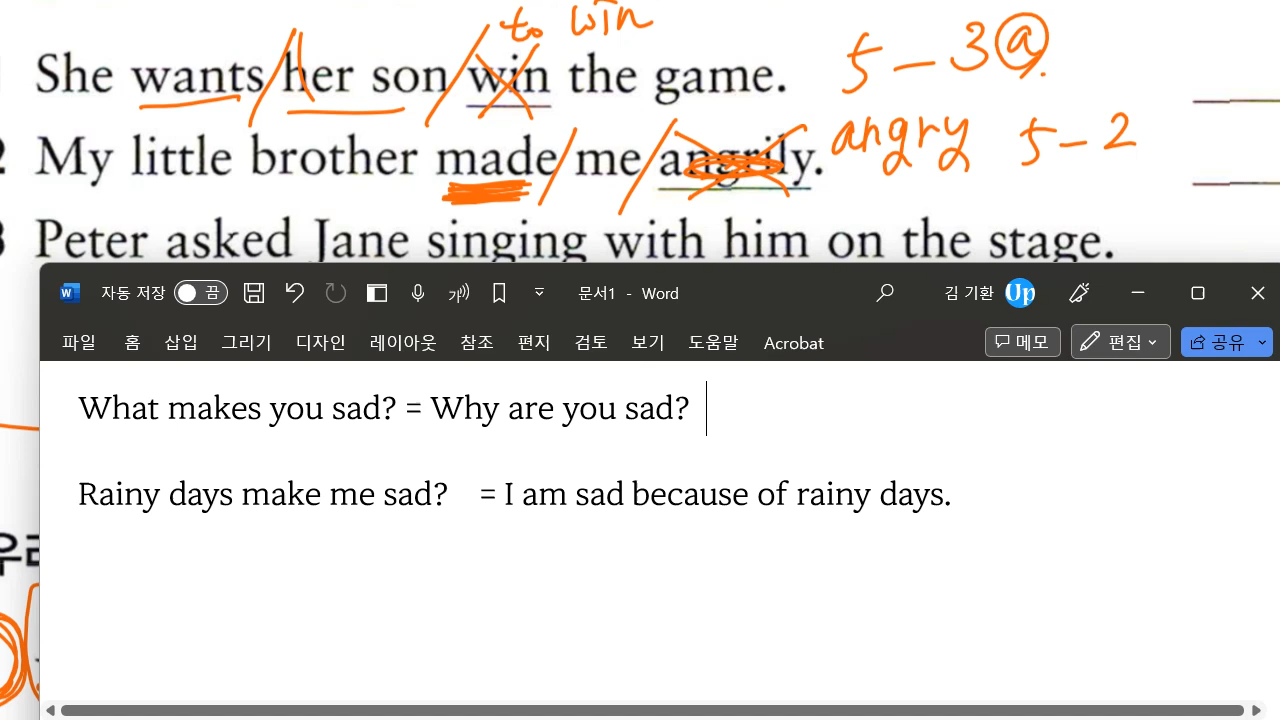 to win
She wants her son win the game. 5-3ⓐ
2 My little brother made me angrily. angry 5-2
3 Peter asked Jane singing with him on the stage.
자동 저장 끔 가)) 문서1 - Word 김 기환 Up
파일 홈 삽입 그리기 디자인 레이아웃 참조 편지 검토 보기 도움말 Acrobat 메모 편집 공유
What makes you sad? = Why are you sad?
Rainy days make me sad? = I am sad because of rainy days.